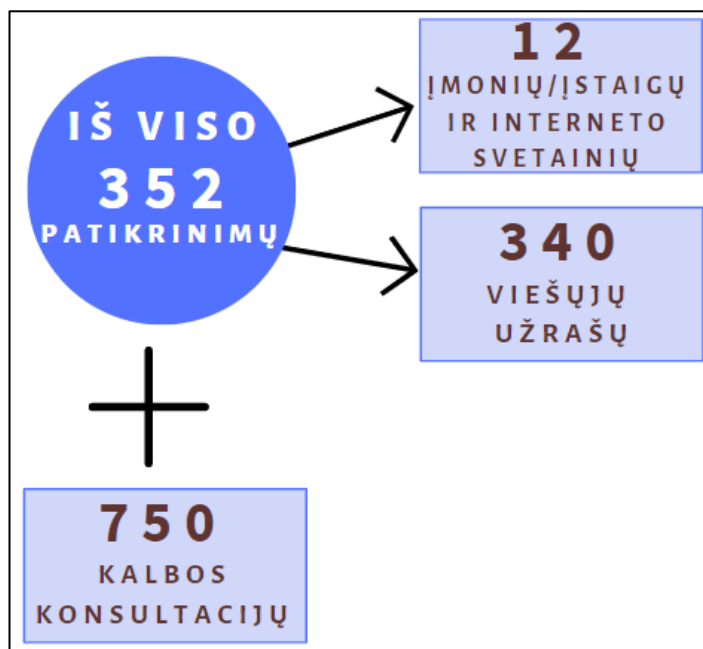 IŠ VISO
352
PATIKRINIMŲ
12
ĮMONIŲ/ĮSTAIGŲ
IR INTERNETO
SVETAINIŲ
340
VIEŠŲJŲ
UŽRAŠŲ
750
KALBOS
KONSULTACIJŲ